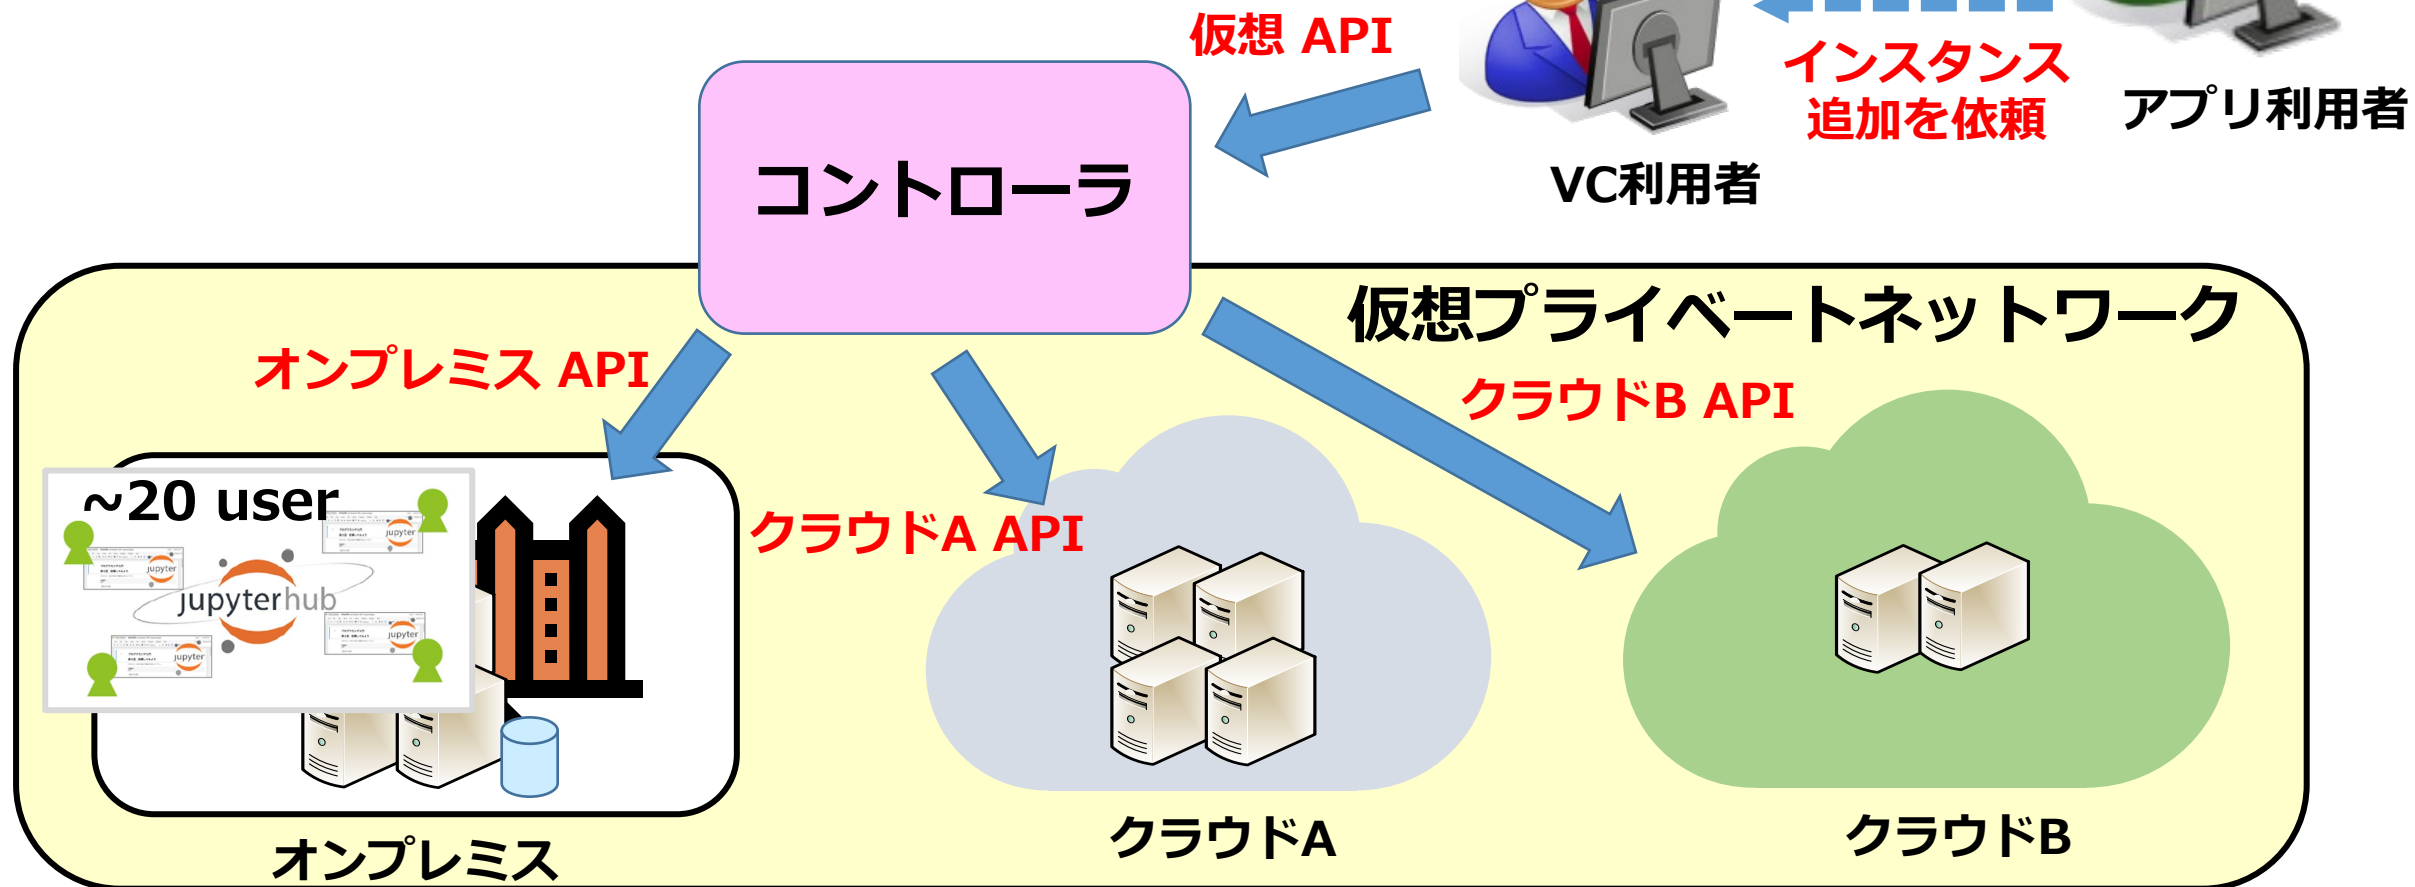 仮想 API
インスタンス
追加を依頼
アプリ利用者
VC利用者
コントローラ
仮想プライベートネットワーク
オンプレミス API
クラウドB API
クラウドA API
~20 user
jupyterhub
jupyter
jupyter
jupyter
jupyter
オンプレミス
クラウドA
クラウドB